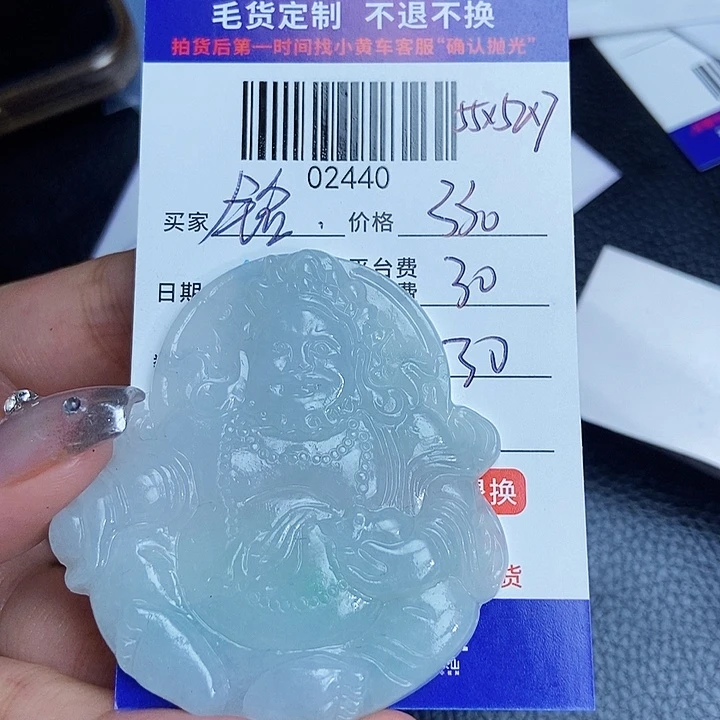 毛货定制 不退不换
拍货后第一时间找小黄车客服“确认抛光”
55x52x7
02440
买家 价格 550
平台费
日期 费 30
30
退换
货